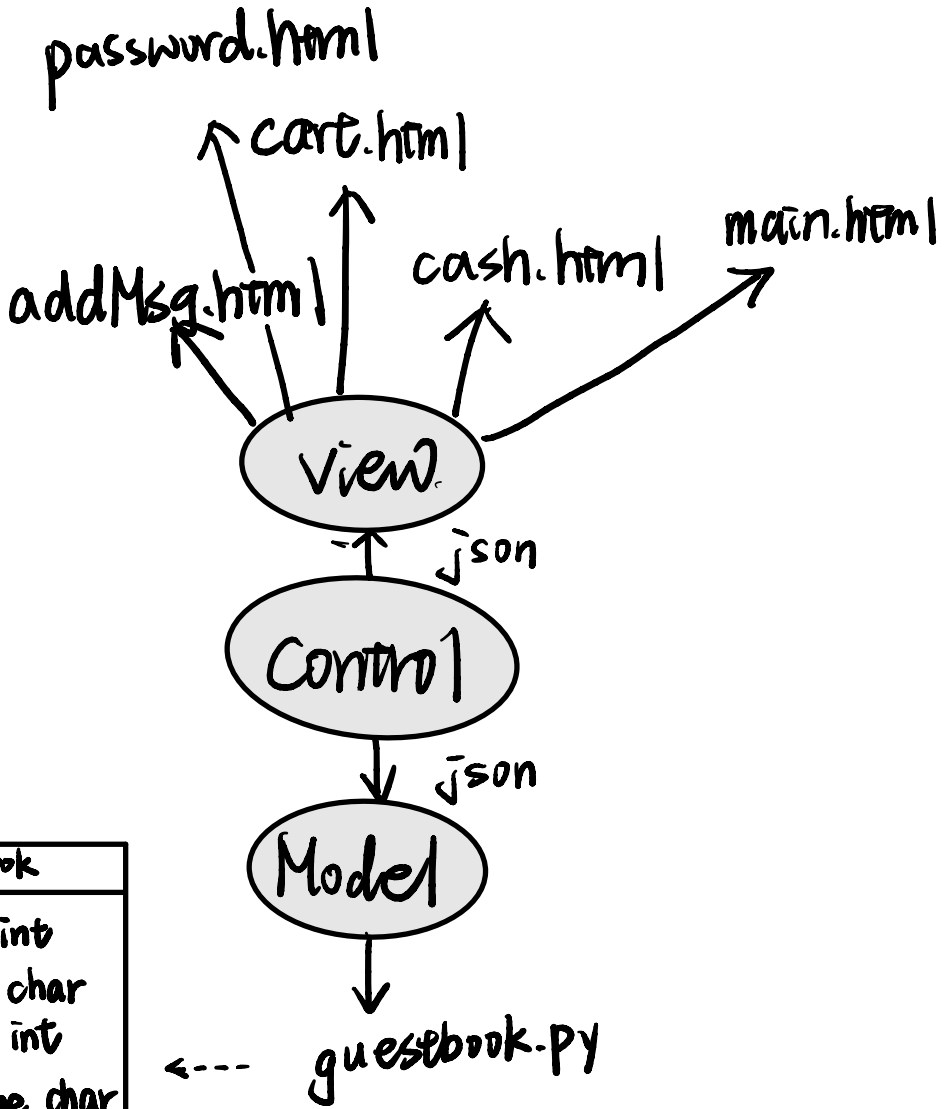 password.html
cart.html
main.html
cash.html
addMsg.html
view
json
Control
json
Model
ok
int
char
int
guestbook.py
char